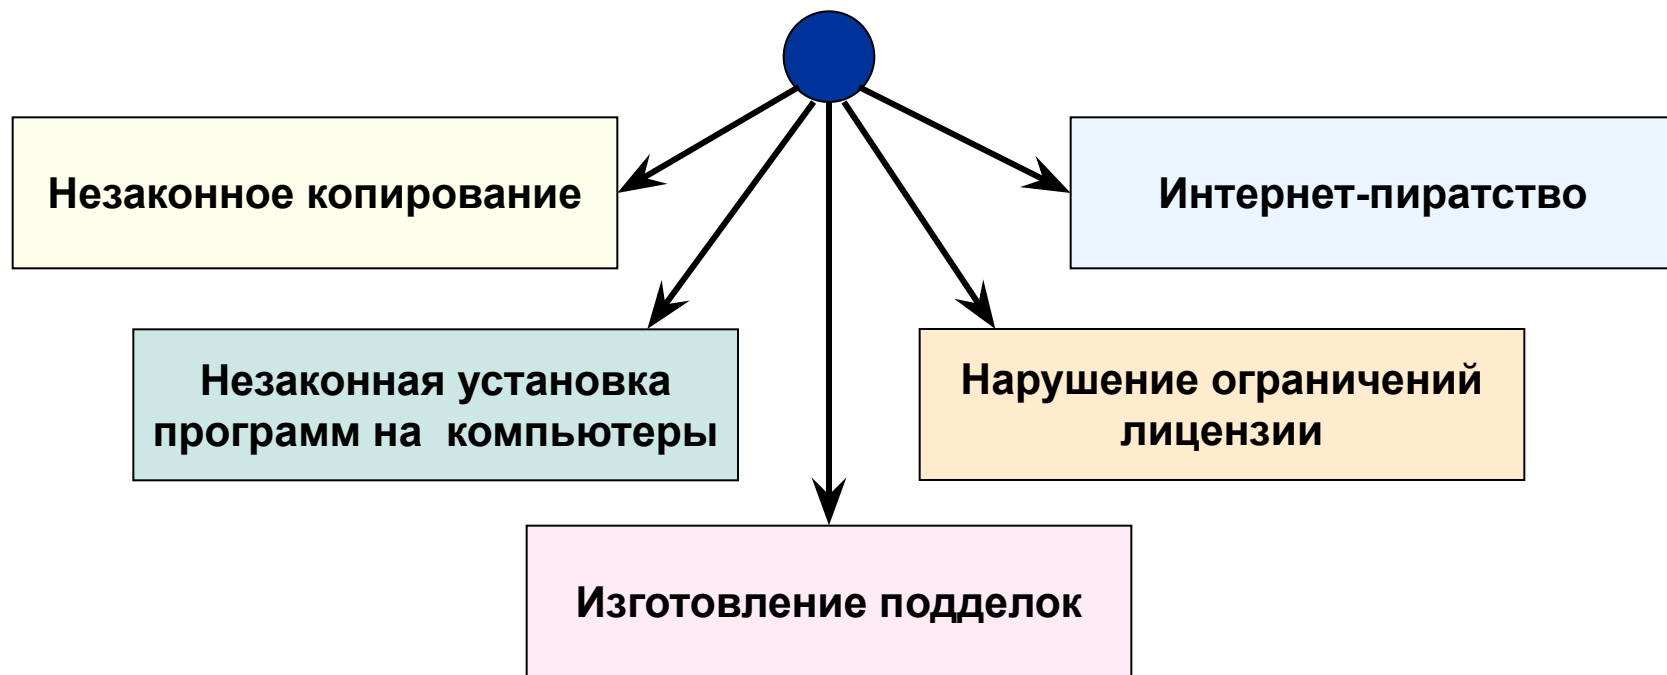 Незаконное копирование
Интернет-пиратство
Незаконная установка
программ на компьютеры
Нарушение ограничений
лицензии
Изготовление подделок